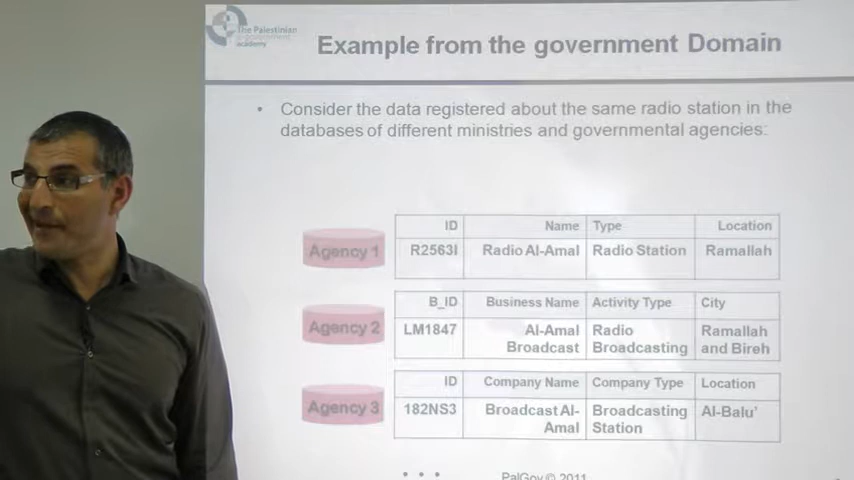 The Palestinian
e-government
academy
Example from the government Domain
• Consider the data registered about the same radio station in the
databases of different ministries and governmental agencies:
Agency 1
ID Name Type Location
R2563I Radio Al-Amal Radio Station Ramallah
Agency 2
B_ID Business Name Activity Type City
LM1847 Al-Amal Radio Ramallah
Broadcast Broadcasting and Bireh
Agency 3
ID Company Name Company Type Location
182NS3 Broadcast Al- Broadcasting Al-Balu'
Amal Station
• • •
PalGov © 2011